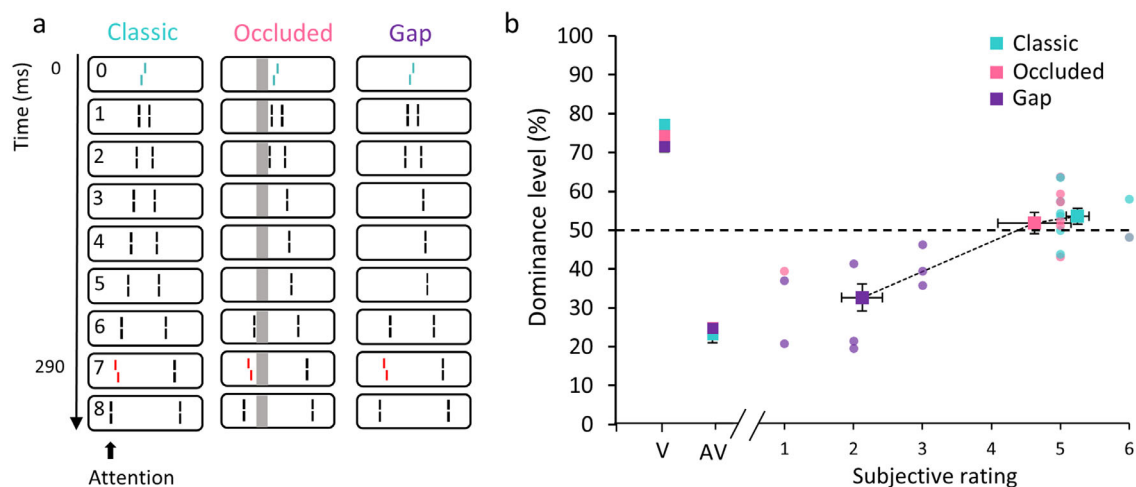 a
Classic Occluded Gap
Time (ms)
0
290
0
1
2
3
4
5
6
7
8
Attention
b
Classic
Occluded
Gap
Dominance level (%)
100
90
80
70
60
50
40
30
20
10
0
V AV 1 2 3 4 5 6
Subjective rating